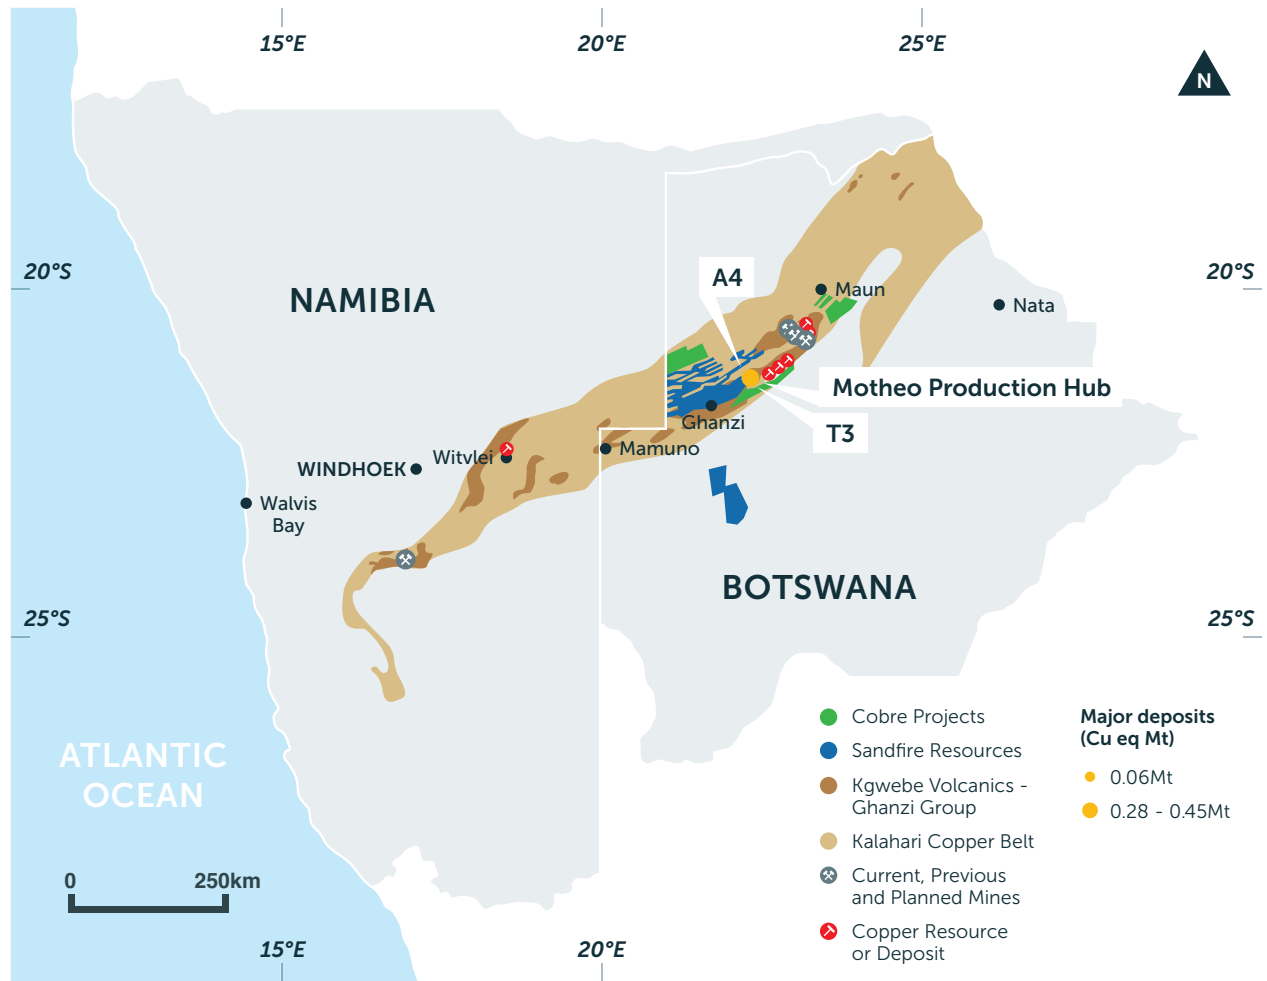 15°E
20°E
25°E
N
20°S
20°S
A4
Maun
NAMIBIA
Nata
Motheo Production Hub
Ghanzi
T3
Mamuno
Witvlei
WINDHOEK
Walvis
Bay
BOTSWANA
25°S
25°S
ATLANTIC
OCEAN
Cobre Projects
Sandfire Resources
Kgwebe Volcanics -
Ghanzi Group
Kalahari Copper Belt
Current, Previous
and Planned Mines
Copper Resource
or Deposit
Major deposits
(Cu eq Mt)
0.06Mt
0.28 - 0.45Mt
0 250km
15°E
20°E